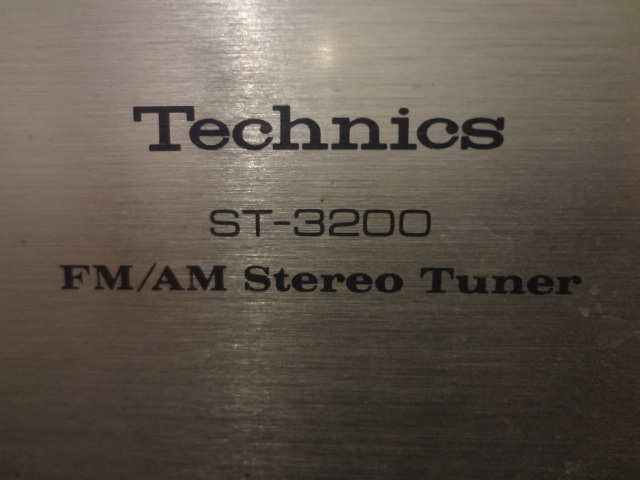 Technics
ST-3200
FM/AM Stereo Tuner